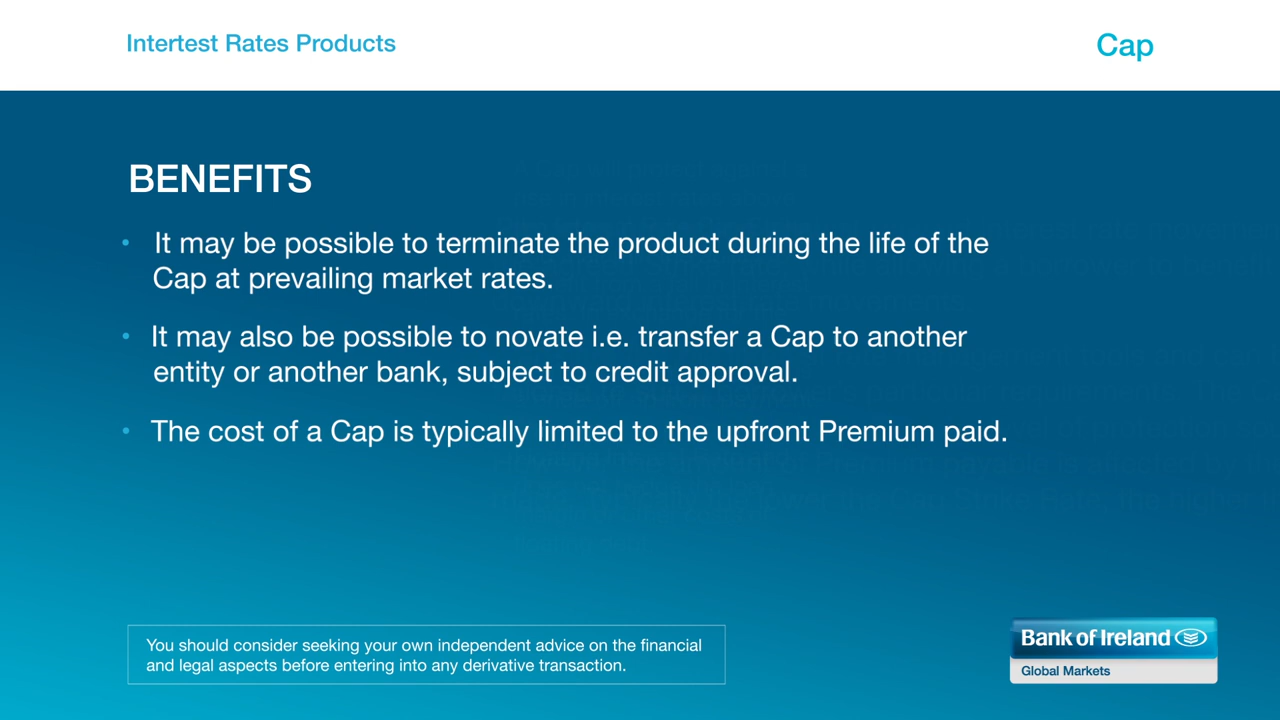 Intertest Rates Products
Cap
BENEFITS
• It may be possible to terminate the product during the life of the
Cap at prevailing market rates.
• It may also be possible to novate i.e. transfer a Cap to another
entity or another bank, subject to credit approval.
• The cost of a Cap is typically limited to the upfront Premium paid.
You should consider seeking your own independent advice on the financial
and legal aspects before entering into any derivative transaction.
Bank of Ireland
Global Markets